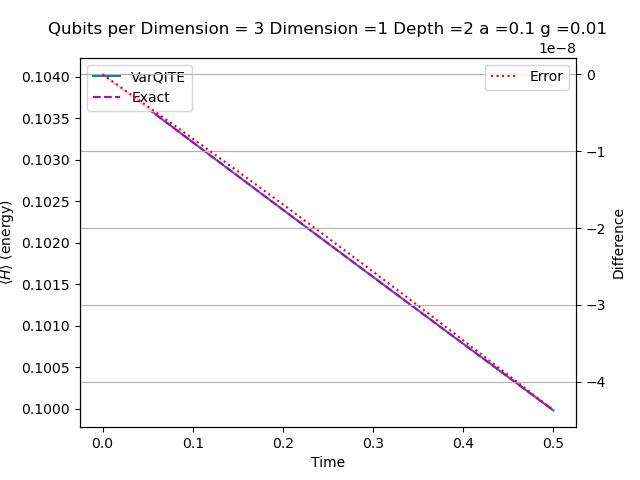 Qubits per Dimension = 3 Dimension =1 Depth =2 a =0.1 g =0.01
1e−8
VarQITE
Exact
Error
0.1040
0.1035
0.1030
0.1025
0.1020
0.1015
0.1010
0.1005
0.1000
⟨H⟩ (energy)
0
−1
−2
−3
−4
Difference
0.0 0.1 0.2 0.3 0.4 0.5
Time